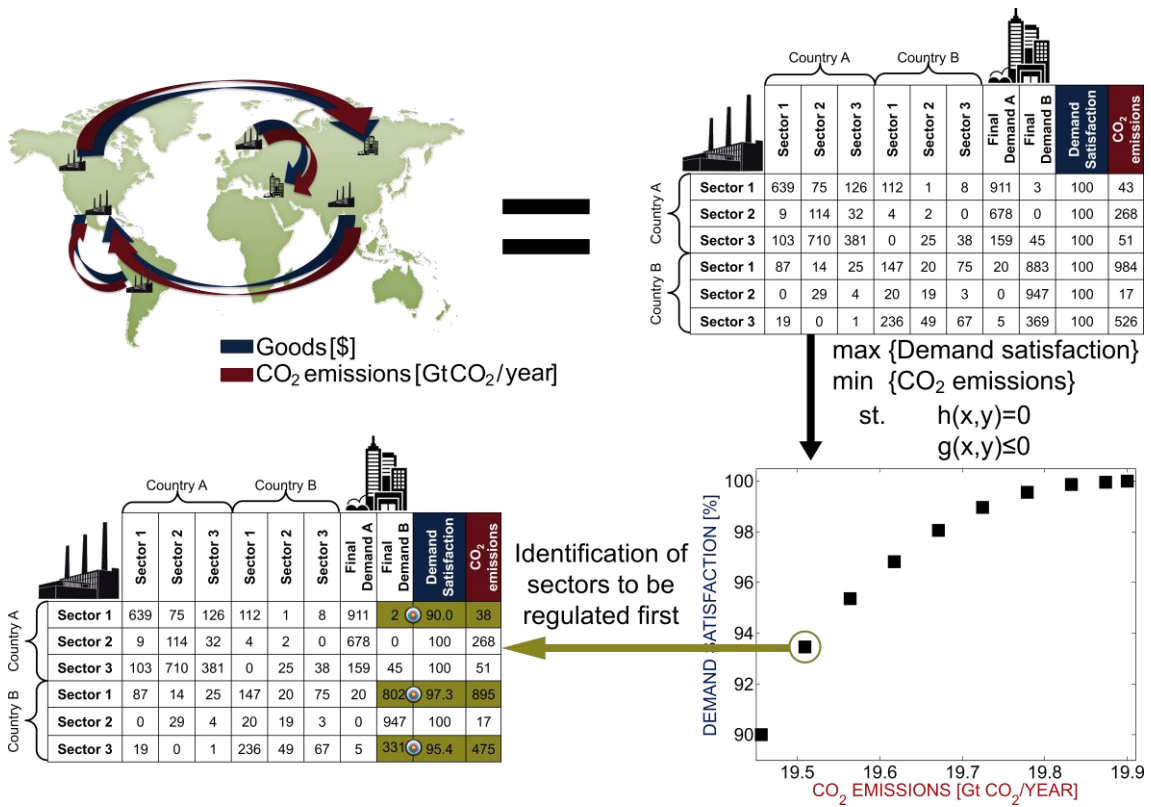 Goods [$]
CO₂ emissions [Gt CO₂/year]
Country A Country B
Sector 1 Sector 2 Sector 3 Sector 1 Sector 2 Sector 3 Final Demand A Final Demand B Demand Satisfaction CO₂ emissions
Country A
Sector 1 639 75 126 112 1 8 911 3 100 43
Sector 2 9 114 32 4 2 0 678 0 100 268
Sector 3 103 710 381 0 25 38 159 45 100 51
Country B
Sector 1 87 14 25 147 20 75 20 883 100 984
Sector 2 0 29 4 20 19 3 0 947 100 17
Sector 3 19 0 1 236 49 67 5 369 100 526
max {Demand satisfaction}
min {CO₂ emissions}
st. h(x,y)=0
g(x,y)≤0
DEMAND SATISFACTION [%]
100
98
96
94
92
90
19.5 19.6 19.7 19.8 19.9
CO₂ EMISSIONS [Gt CO₂/YEAR]
Identification of
sectors to be
regulated first
Country A Country B
Sector 1 Sector 2 Sector 3 Sector 1 Sector 2 Sector 3 Final Demand A Final Demand B Demand Satisfaction CO₂ emissions
Country A
Sector 1 639 75 126 112 1 8 911 2 90.0 38
Sector 2 9 114 32 4 2 0 678 0 100 268
Sector 3 103 710 381 0 25 38 159 45 100 51
Country B
Sector 1 87 14 25 147 20 75 20 802 97.3 895
Sector 2 0 29 4 20 19 3 0 947 100 17
Sector 3 19 0 1 236 49 67 5 331 95.4 475